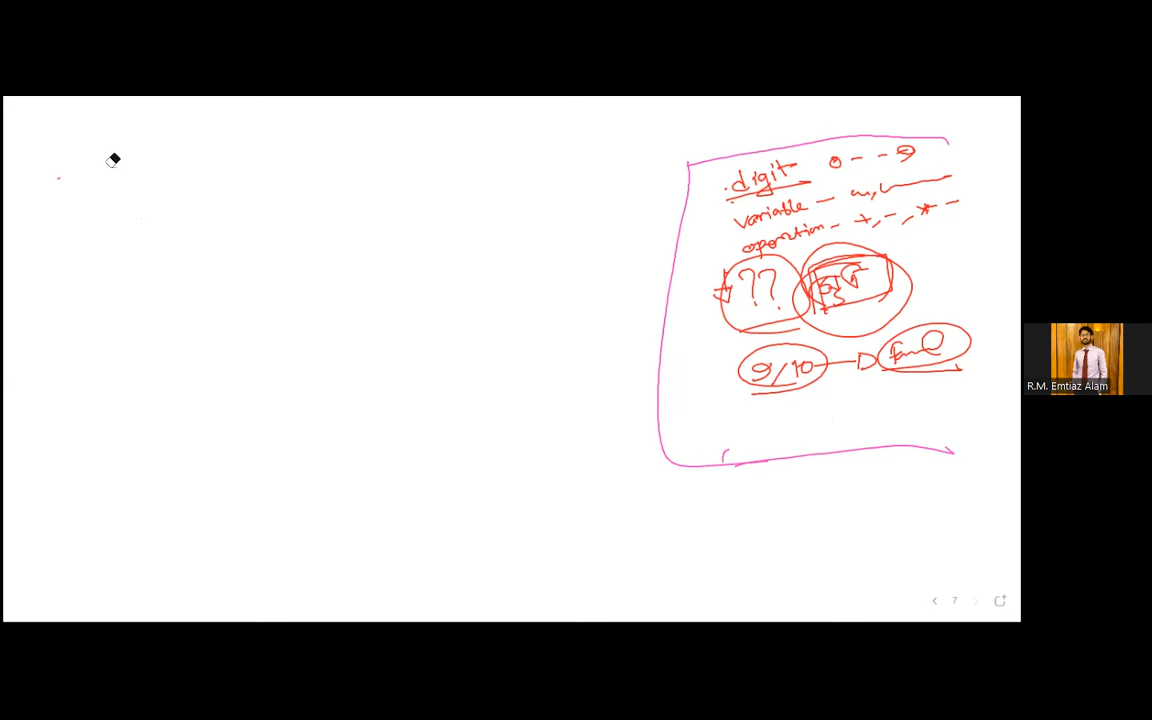 digit 0 - - 9
variable -
operation - +, -, * -
??
9/10
R.M. Emtiaz Alam
7